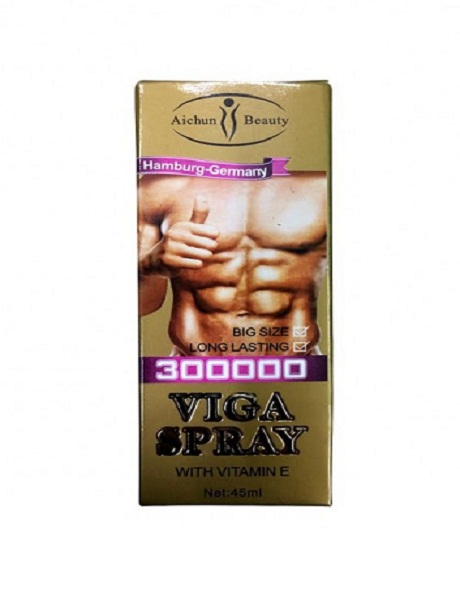 Aichun Beauty
Hamburg-Germany
BIG SIZE
LONG LASTING
300000
VIGA
SPRAY
WITH VITAMIN E
Net:45ml